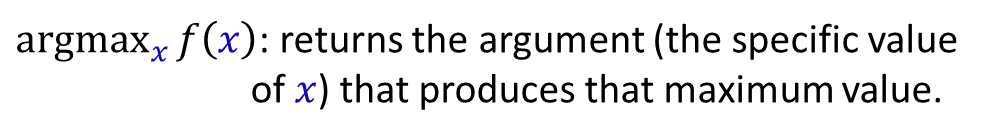 argmaxₓ f(x): returns the argument (the specific value
of x) that produces that maximum value.